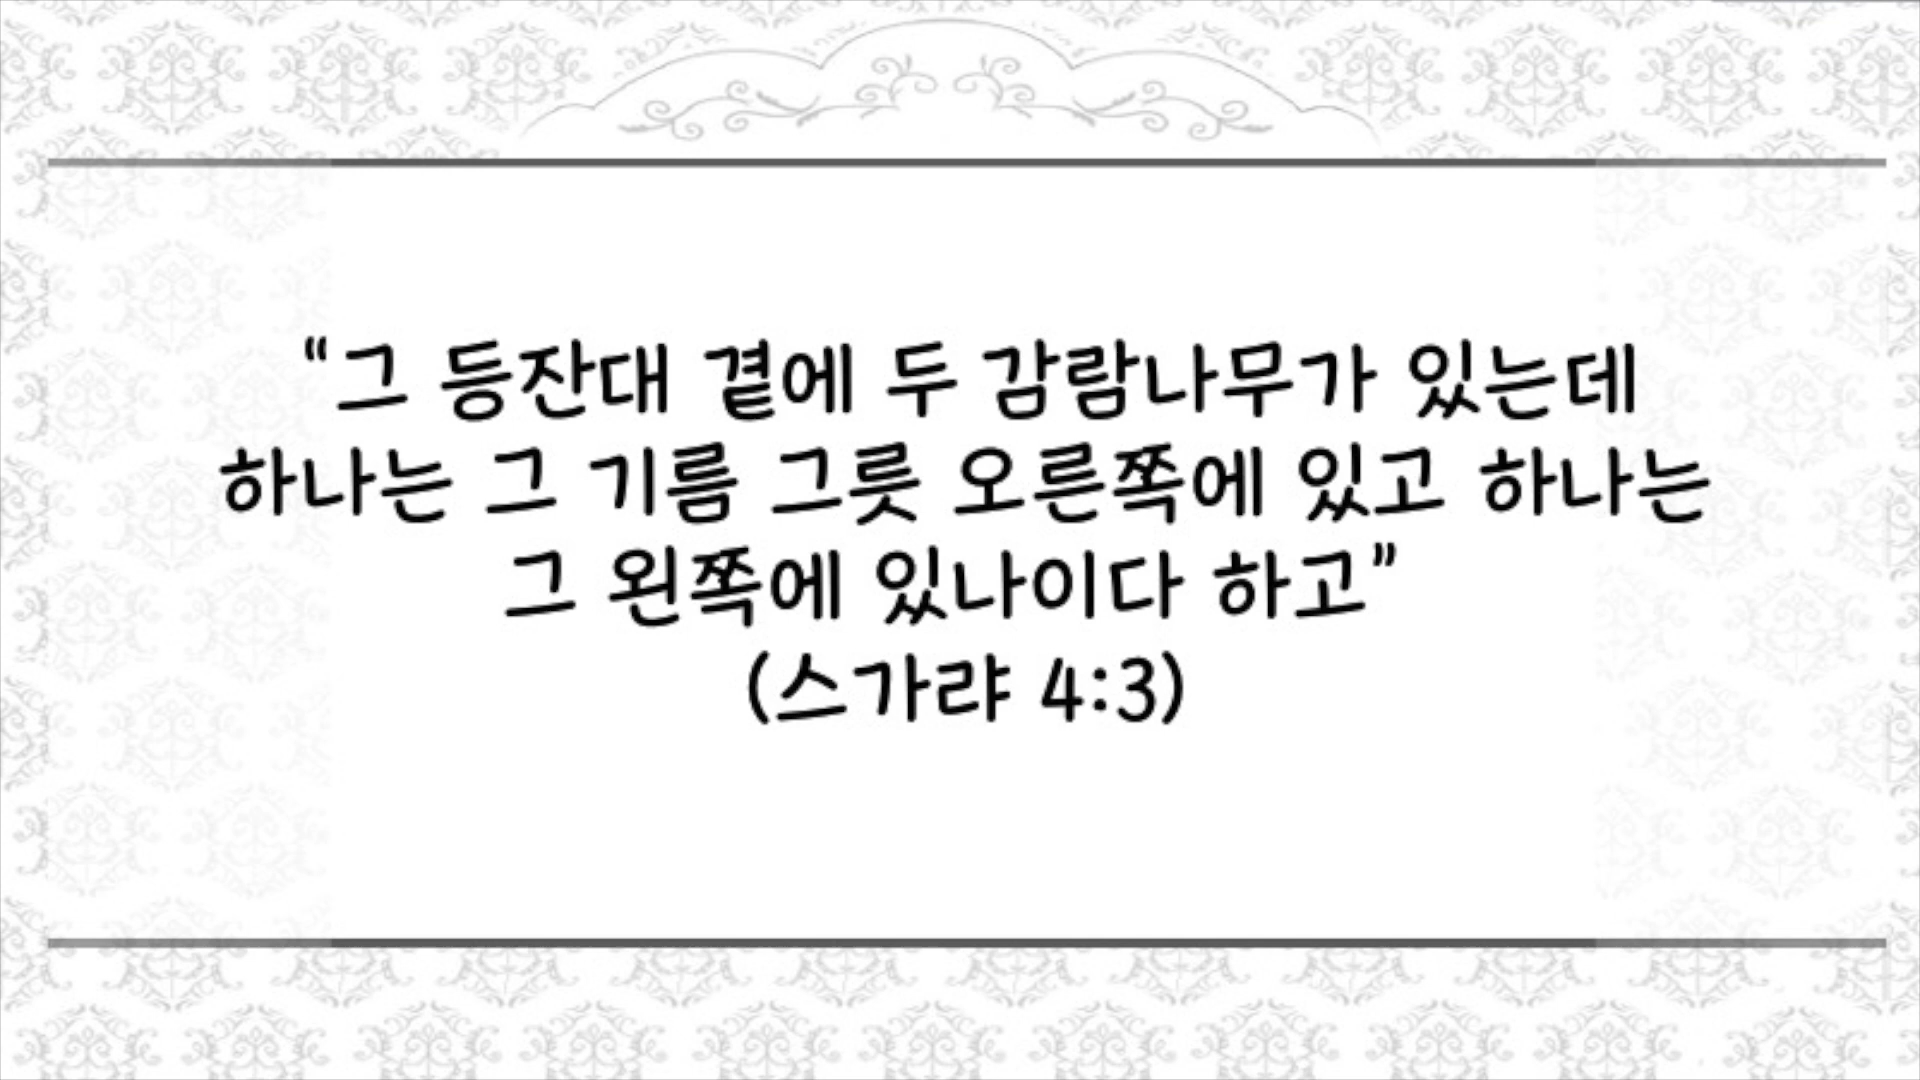 “그 등잔대 곁에 두 감람나무가 있는데
하나는 그 기름 그릇 오른쪽에 있고 하나는
그 왼쪽에 있나이다 하고”
(스가랴 4:3)